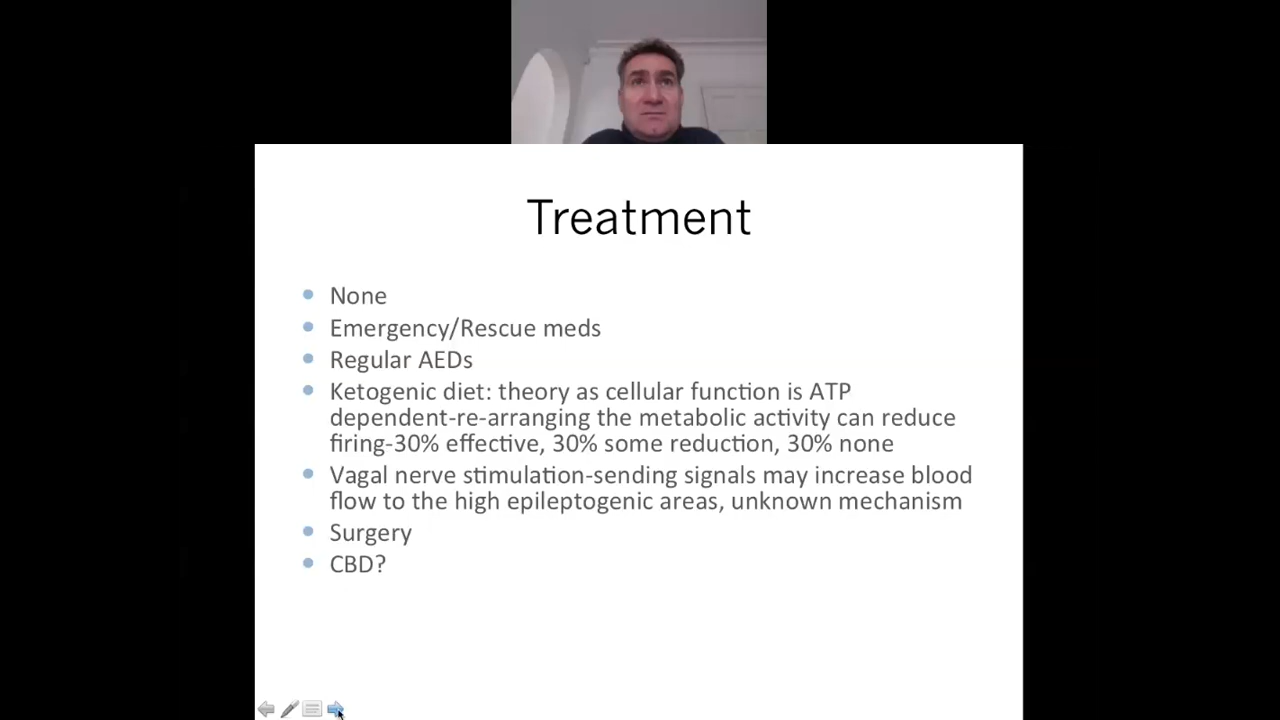 Treatment
None
Emergency/Rescue meds
Regular AEDs
Ketogenic diet: theory as cellular function is ATP
dependent-re-arranging the metabolic activity can reduce
firing-30% effective, 30% some reduction, 30% none
Vagal nerve stimulation-sending signals may increase blood
flow to the high epileptogenic areas, unknown mechanism
Surgery
CBD?